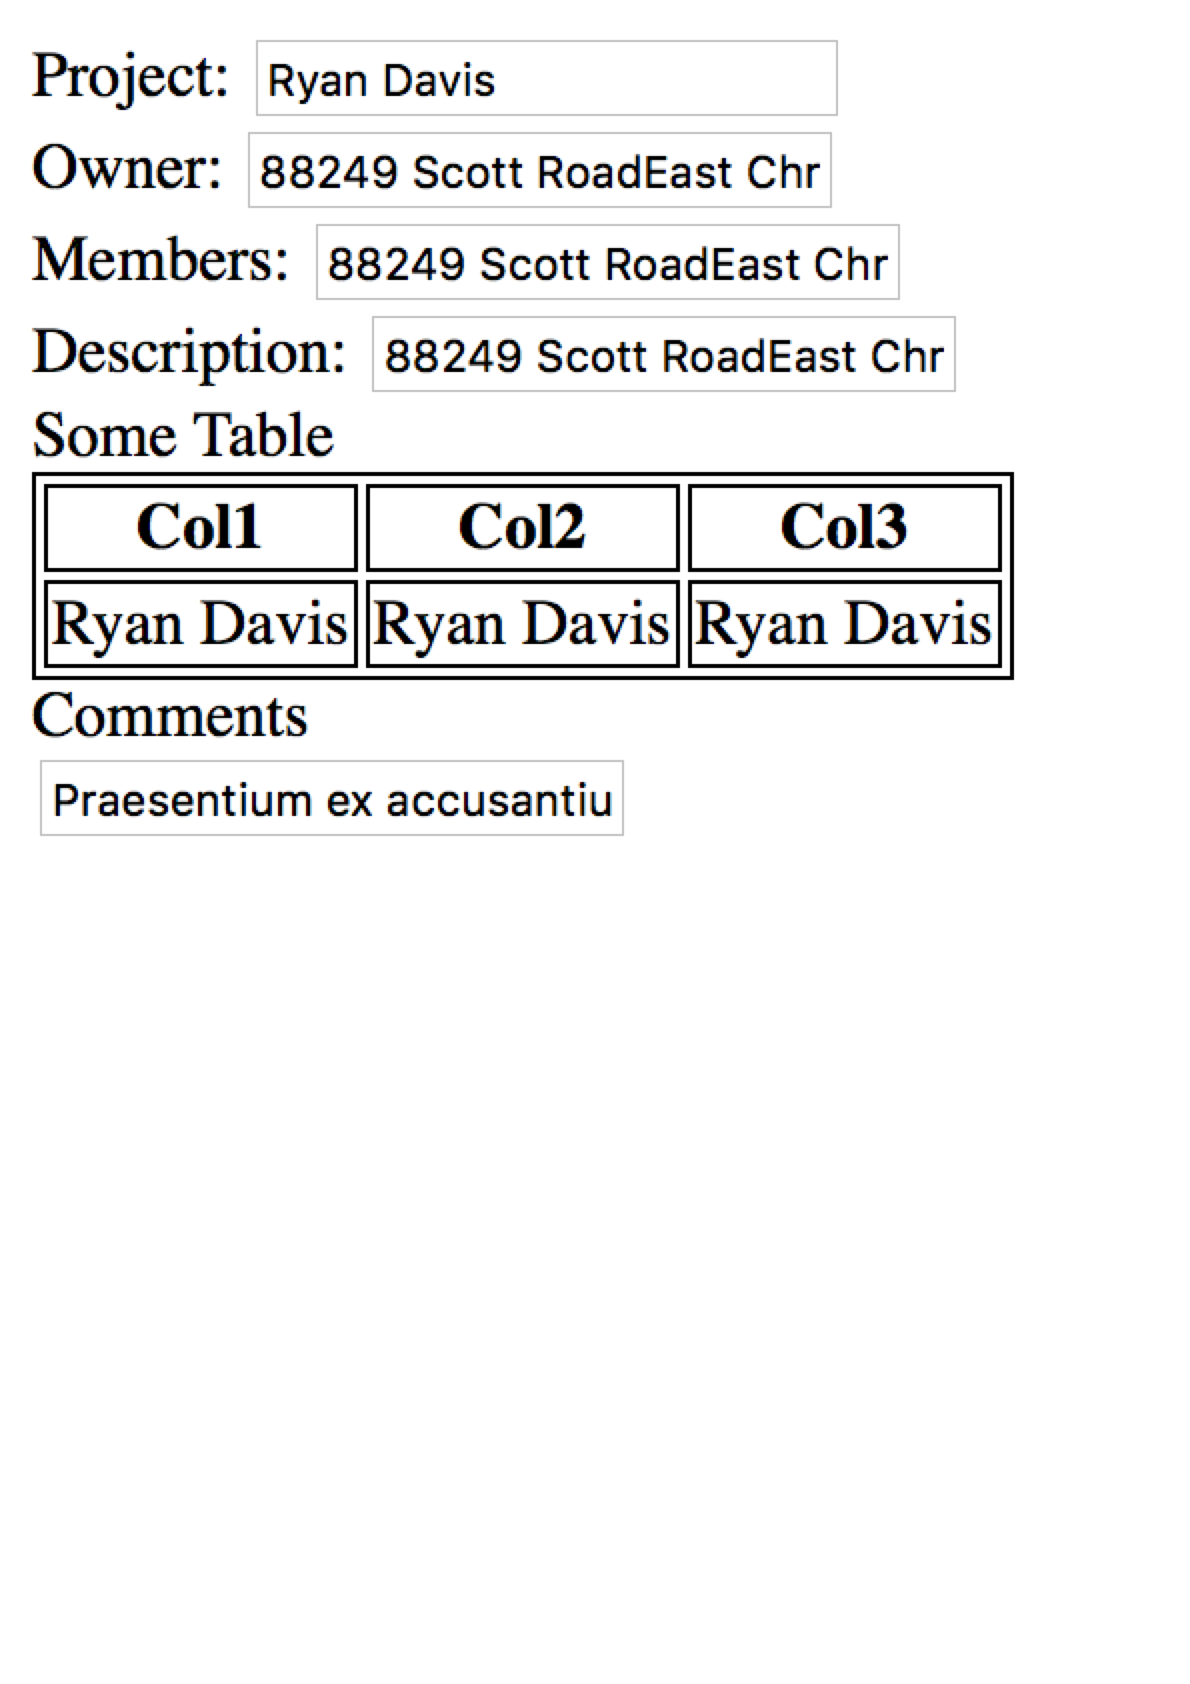 Project: Ryan Davis
Owner: 88249 Scott RoadEast Chr
Members: 88249 Scott RoadEast Chr
Description: 88249 Scott RoadEast Chr
Some Table
Col1 Col2 Col3
Ryan Davis Ryan Davis Ryan Davis
Comments
Praesentium ex accusantiu